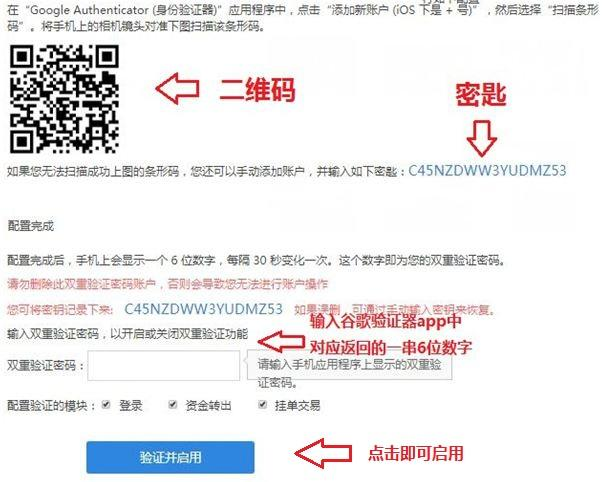 在“Google Authenticator (身份验证器)”应用程序中，点击“添加新账户 (iOS 下是 + 号)”，然后选择“扫描条形
码”。将手机上的相机镜头对准下图扫描该条形码。
二维码
密匙
如果您无法扫描成功上图的条形码，您还可以手动添加账户，并输入如下密匙：C45NZDWW3YUDMZ53
配置完成
配置完成后，手机上会显示一个 6 位数字，每隔 30 秒变化一次。这个数字即为您的双重验证密码。
请勿删除此双重验证密码账户，否则会导致您无法进行账户操作
您可将密钥记录下来: C45NZDWW3YUDMZ53 如果误删，可通过手动输入密钥来恢复。
输入双重验证密码，以开启或关闭双重验证功能
输入谷歌验证器app中
对应返回的一串6位数字
双重验证密码：
请输入手机应用程序上显示的双重验
证密码。
配置验证的模块： 登录 资金转出 挂单交易
验证并启用
点击即可启用